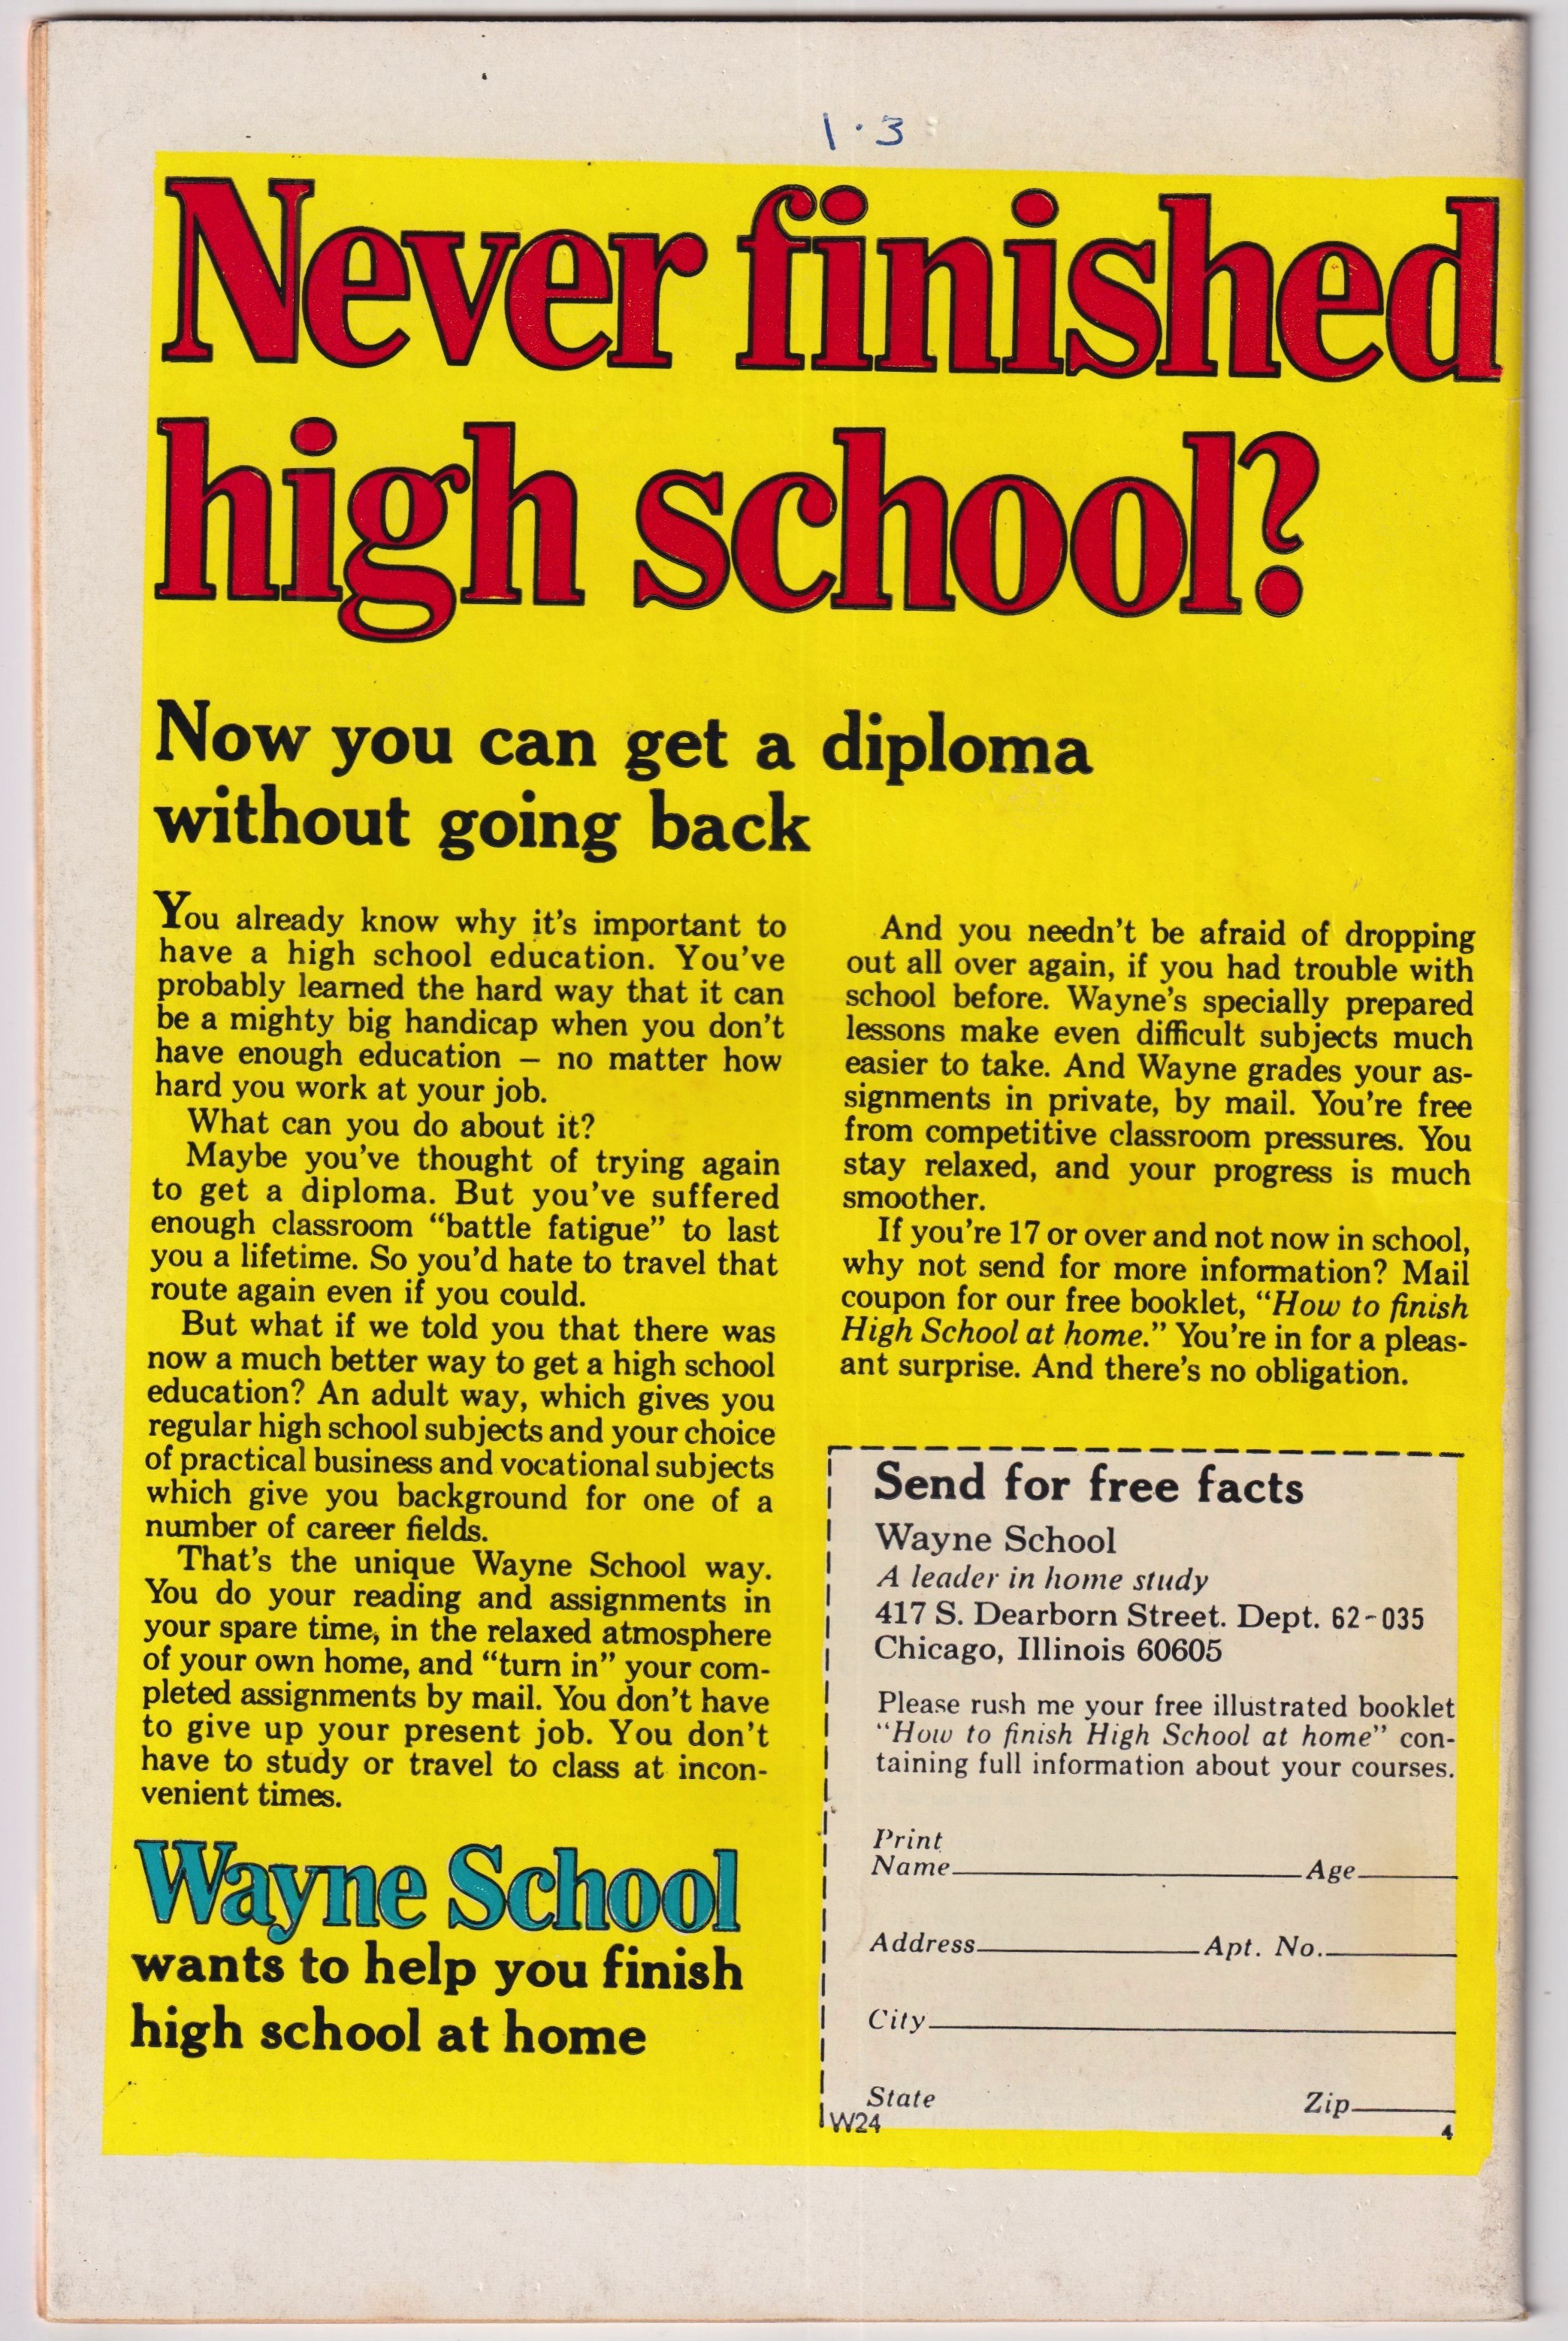 1.3
Never finished
high school?
Now you can get a diploma
without going back
You already know why it's important to
have a high school education. You've
probably learned the hard way that it can
be a mighty big handicap when you don't
have enough education – no matter how
hard you work at your job.
What can you do about it?
Maybe you've thought of trying again
to get a diploma. But you've suffered
enough classroom “battle fatigue” to last
you a lifetime. So you'd hate to travel that
route again even if you could.
But what if we told you that there was
now a much better way to get a high school
education? An adult way, which gives you
regular high school subjects and your choice
of practical business and vocational subjects
which give you background for one of a
number of career fields.
That's the unique Wayne School way.
You do your reading and assignments in
your spare time, in the relaxed atmosphere
of your own home, and “turn in” your com-
pleted assignments by mail. You don't have
to give up your present job. You don't
have to study or travel to class at incon-
venient times.
Wayne School
wants to help you finish
high school at home
And you needn't be afraid of dropping
out all over again, if you had trouble with
school before. Wayne's specially prepared
lessons make even difficult subjects much
easier to take. And Wayne grades your as-
signments in private, by mail. You're free
from competitive classroom pressures. You
stay relaxed, and your progress is much
smoother.
If you're 17 or over and not now in school,
why not send for more information? Mail
coupon for our free booklet, “How to finish
High School at home.” You're in for a pleas-
ant surprise. And there's no obligation.
Send for free facts
Wayne School
A leader in home study
417 S. Dearborn Street. Dept. 62-035
Chicago, Illinois 60605
Please rush me your free illustrated booklet
“How to finish High School at home” con-
taining full information about your courses.
Print
Name Age
Address Apt. No.
City
State Zip
W24 4